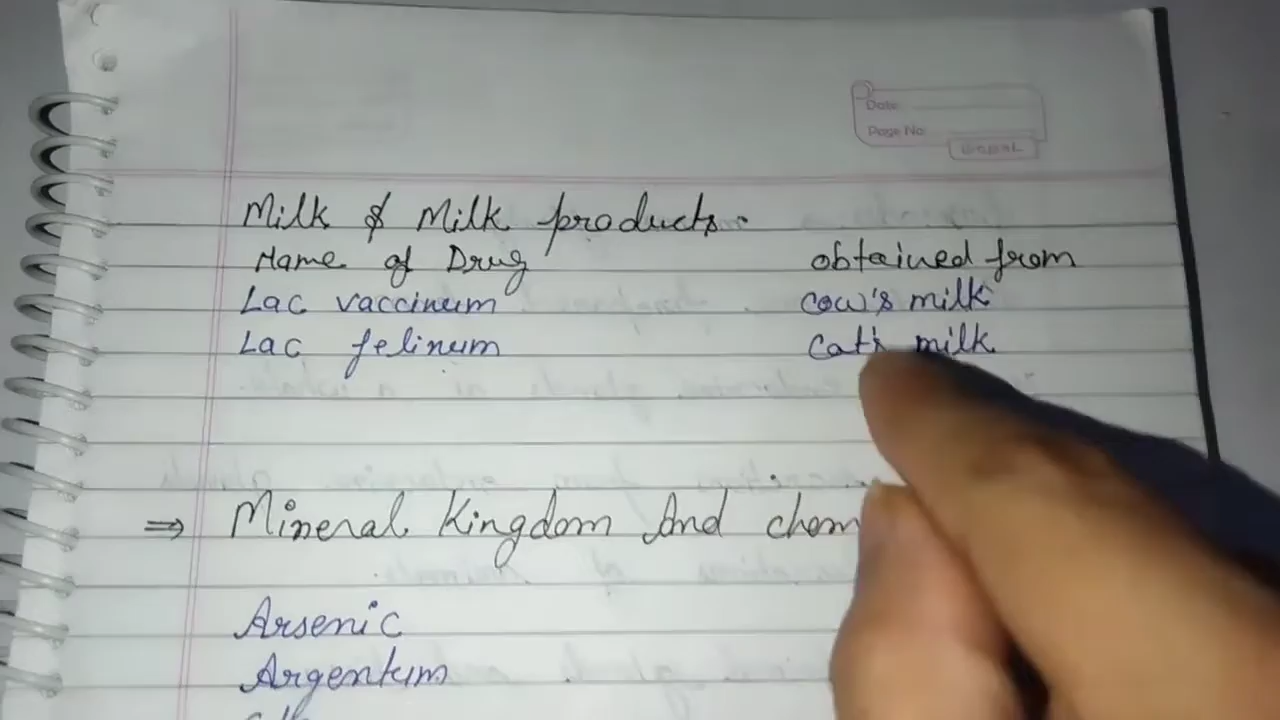 Date:
Page No:
Milk & Milk products.
Name of Drug obtained from
Lac vaccinum cow's milk
Lac felinum Cat's milk
⇒ Mineral Kingdom And chem
Arsenic
Argentum